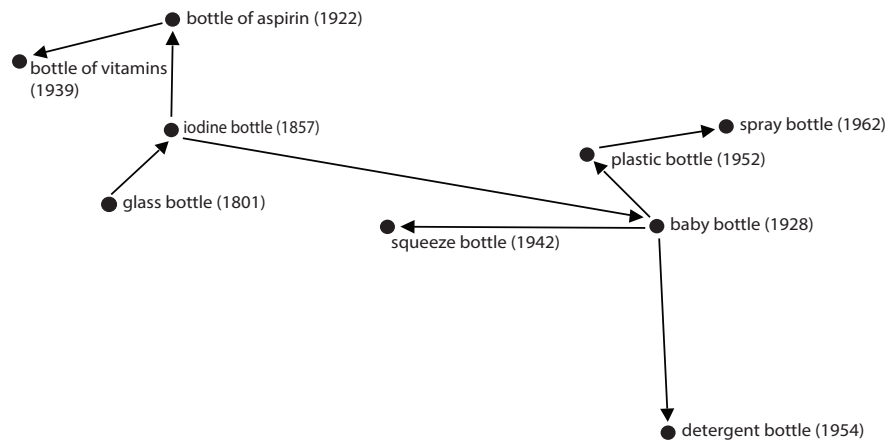 bottle of aspirin (1922)
bottle of vitamins
(1939)
iodine bottle (1857)
spray bottle (1962)
plastic bottle (1952)
glass bottle (1801)
baby bottle (1928)
squeeze bottle (1942)
detergent bottle (1954)